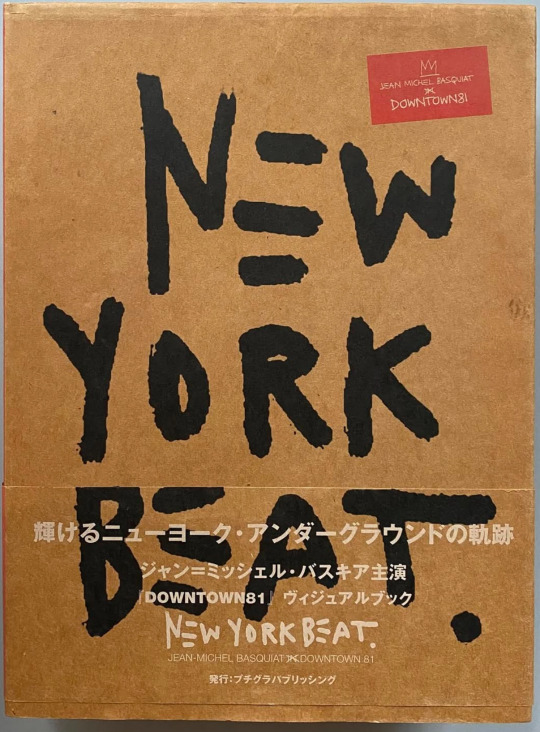 JEAN MICHEL BASQUIAT
IN
DOWNTOWN81
NEW
YORK
BEAT.
輝けるニューヨーク・アンダーグラウンドの軌跡
ジャン=ミッシェル・バスキア主演
「DOWNTOWN81」ヴィジュアルブック
NEW YORK BEAT.
JEAN-MICHEL BASQUIAT IN DOWNTOWN 81
発行:プチグラパブリッシング